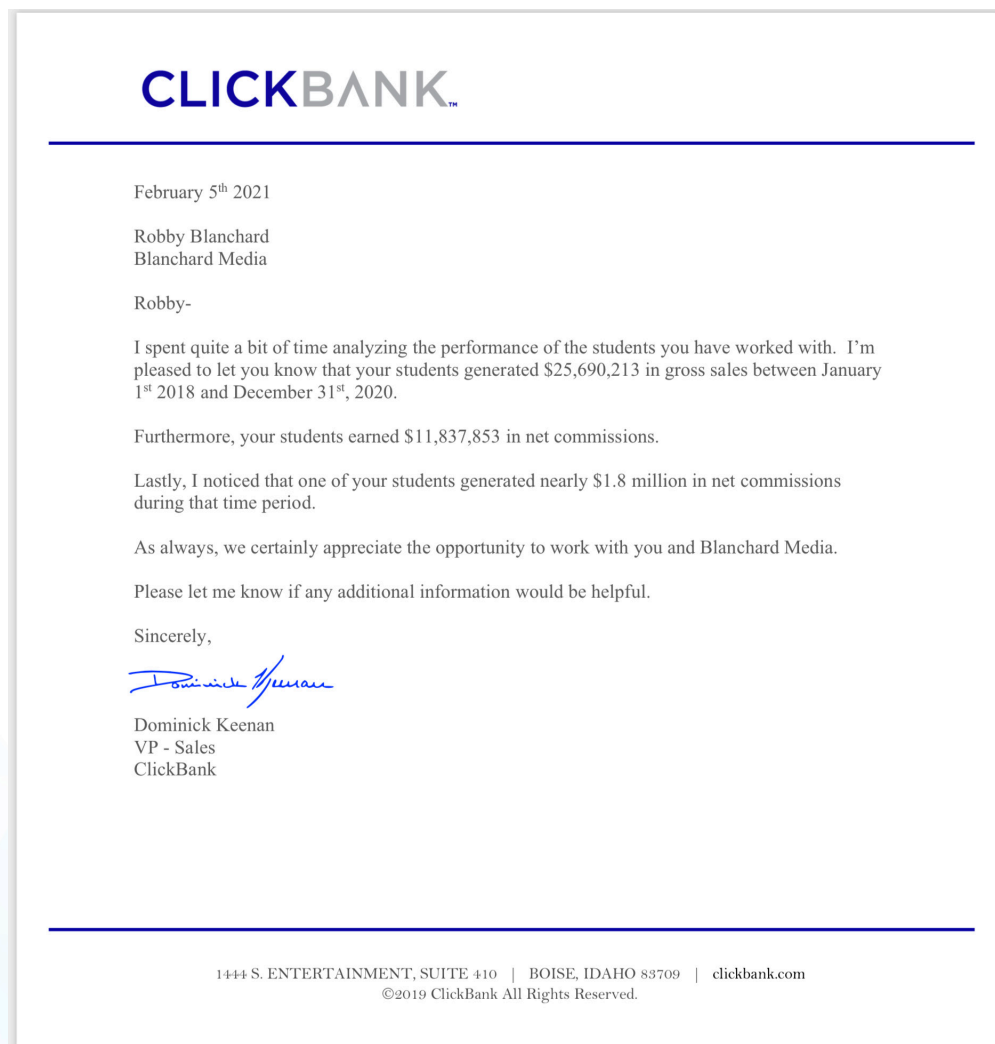 CLICKBANK™
February 5th 2021
Robby Blanchard
Blanchard Media
Robby-
I spent quite a bit of time analyzing the performance of the students you have worked with.  I'm
pleased to let you know that your students generated $25,690,213 in gross sales between January
1st 2018 and December 31st, 2020.
Furthermore, your students earned $11,837,853 in net commissions.
Lastly, I noticed that one of your students generated nearly $1.8 million in net commissions
during that time period.
As always, we certainly appreciate the opportunity to work with you and Blanchard Media.
Please let me know if any additional information would be helpful.
Sincerely,
Dominick Keenan
Dominick Keenan
VP - Sales
ClickBank
1444 S. ENTERTAINMENT, SUITE 410 | BOISE, IDAHO 83709 | clickbank.com
©2019 ClickBank All Rights Reserved.